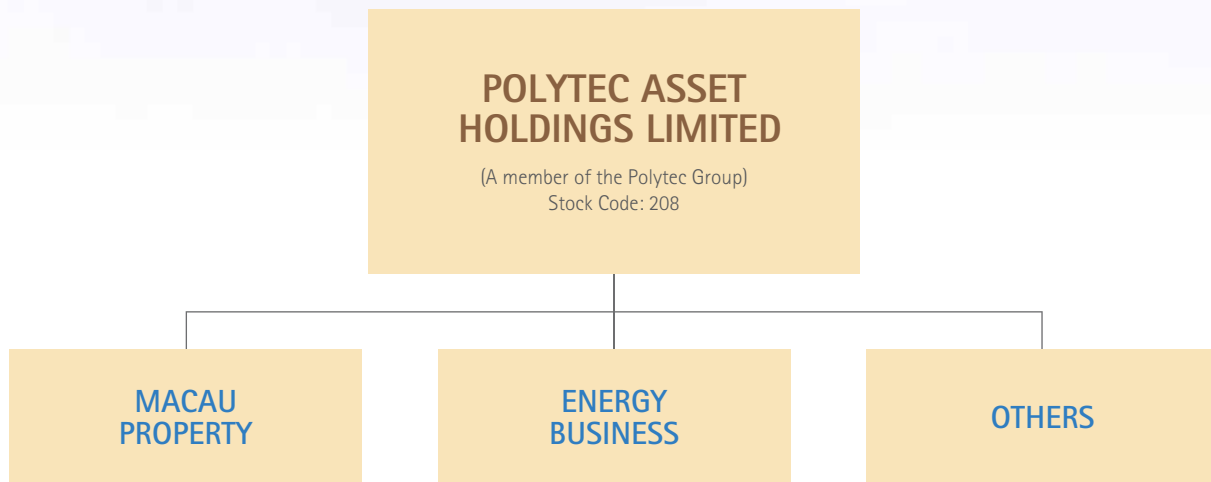 POLYTEC ASSET
HOLDINGS LIMITED
(A member of the Polytec Group)
Stock Code: 208
MACAU
PROPERTY
ENERGY
BUSINESS
OTHERS